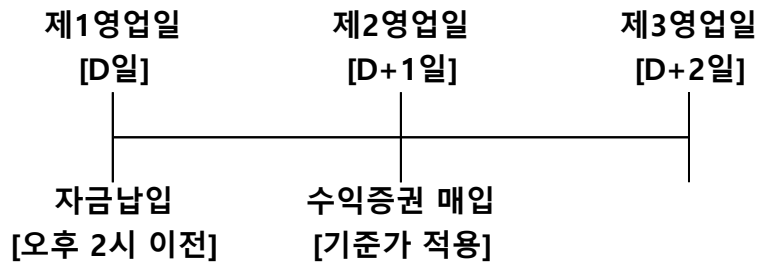 제1영업일 제2영업일 제3영업일
[D일] [D+1일] [D+2일]
자금납입 수익증권 매입
[오후 2시 이전] [기준가 적용]